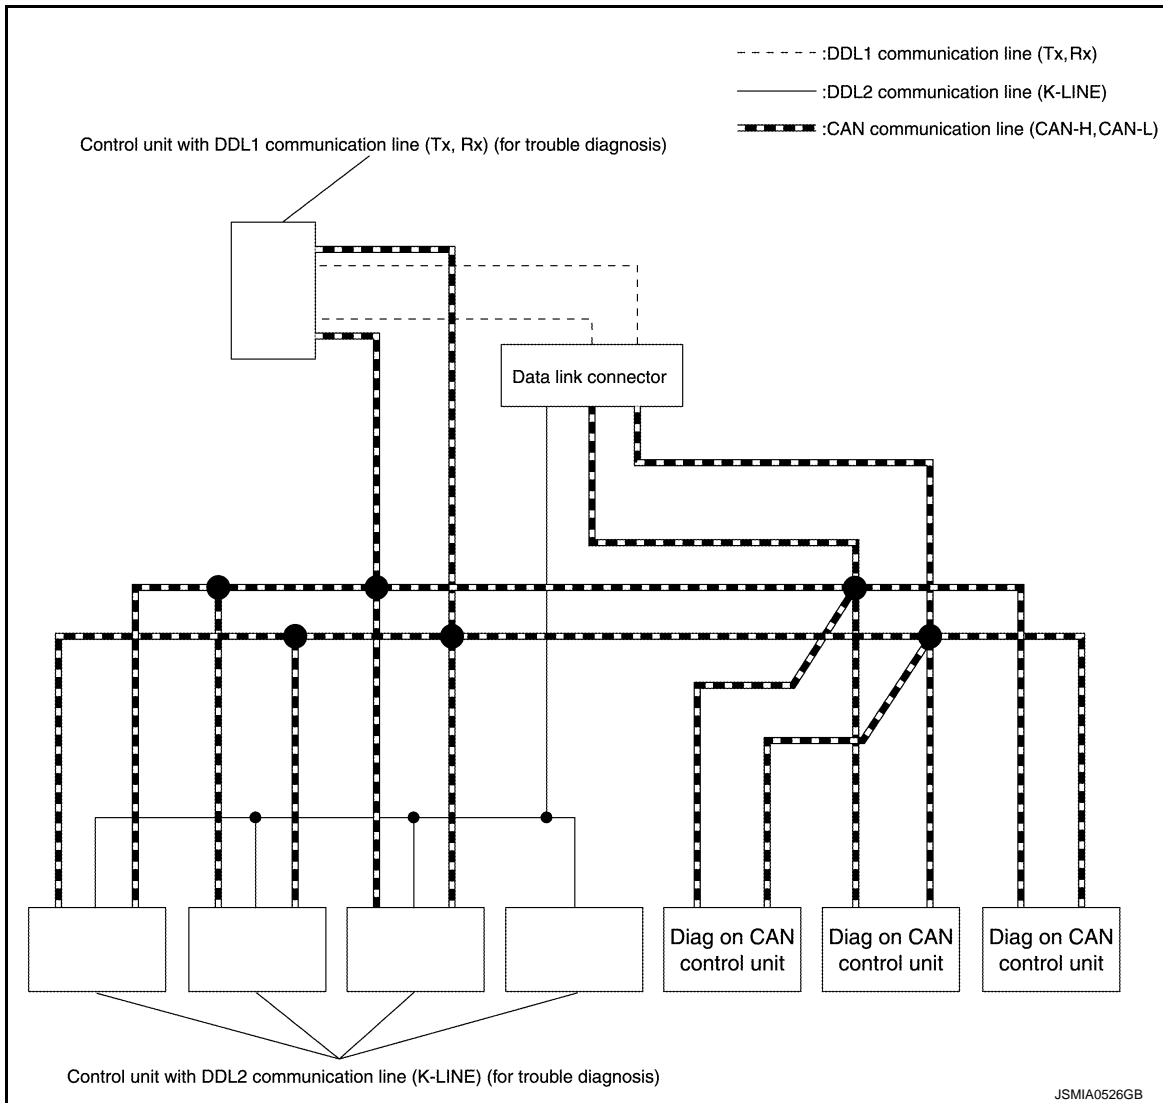 :DDL1 communication line (Tx,Rx)
:DDL2 communication line (K-LINE)
:CAN communication line (CAN-H,CAN-L)
Control unit with DDL1 communication line (Tx, Rx) (for trouble diagnosis)
Data link connector
Diag on CAN
control unit
Diag on CAN
control unit
Diag on CAN
control unit
Control unit with DDL2 communication line (K-LINE) (for trouble diagnosis)
JSMIA0526GB